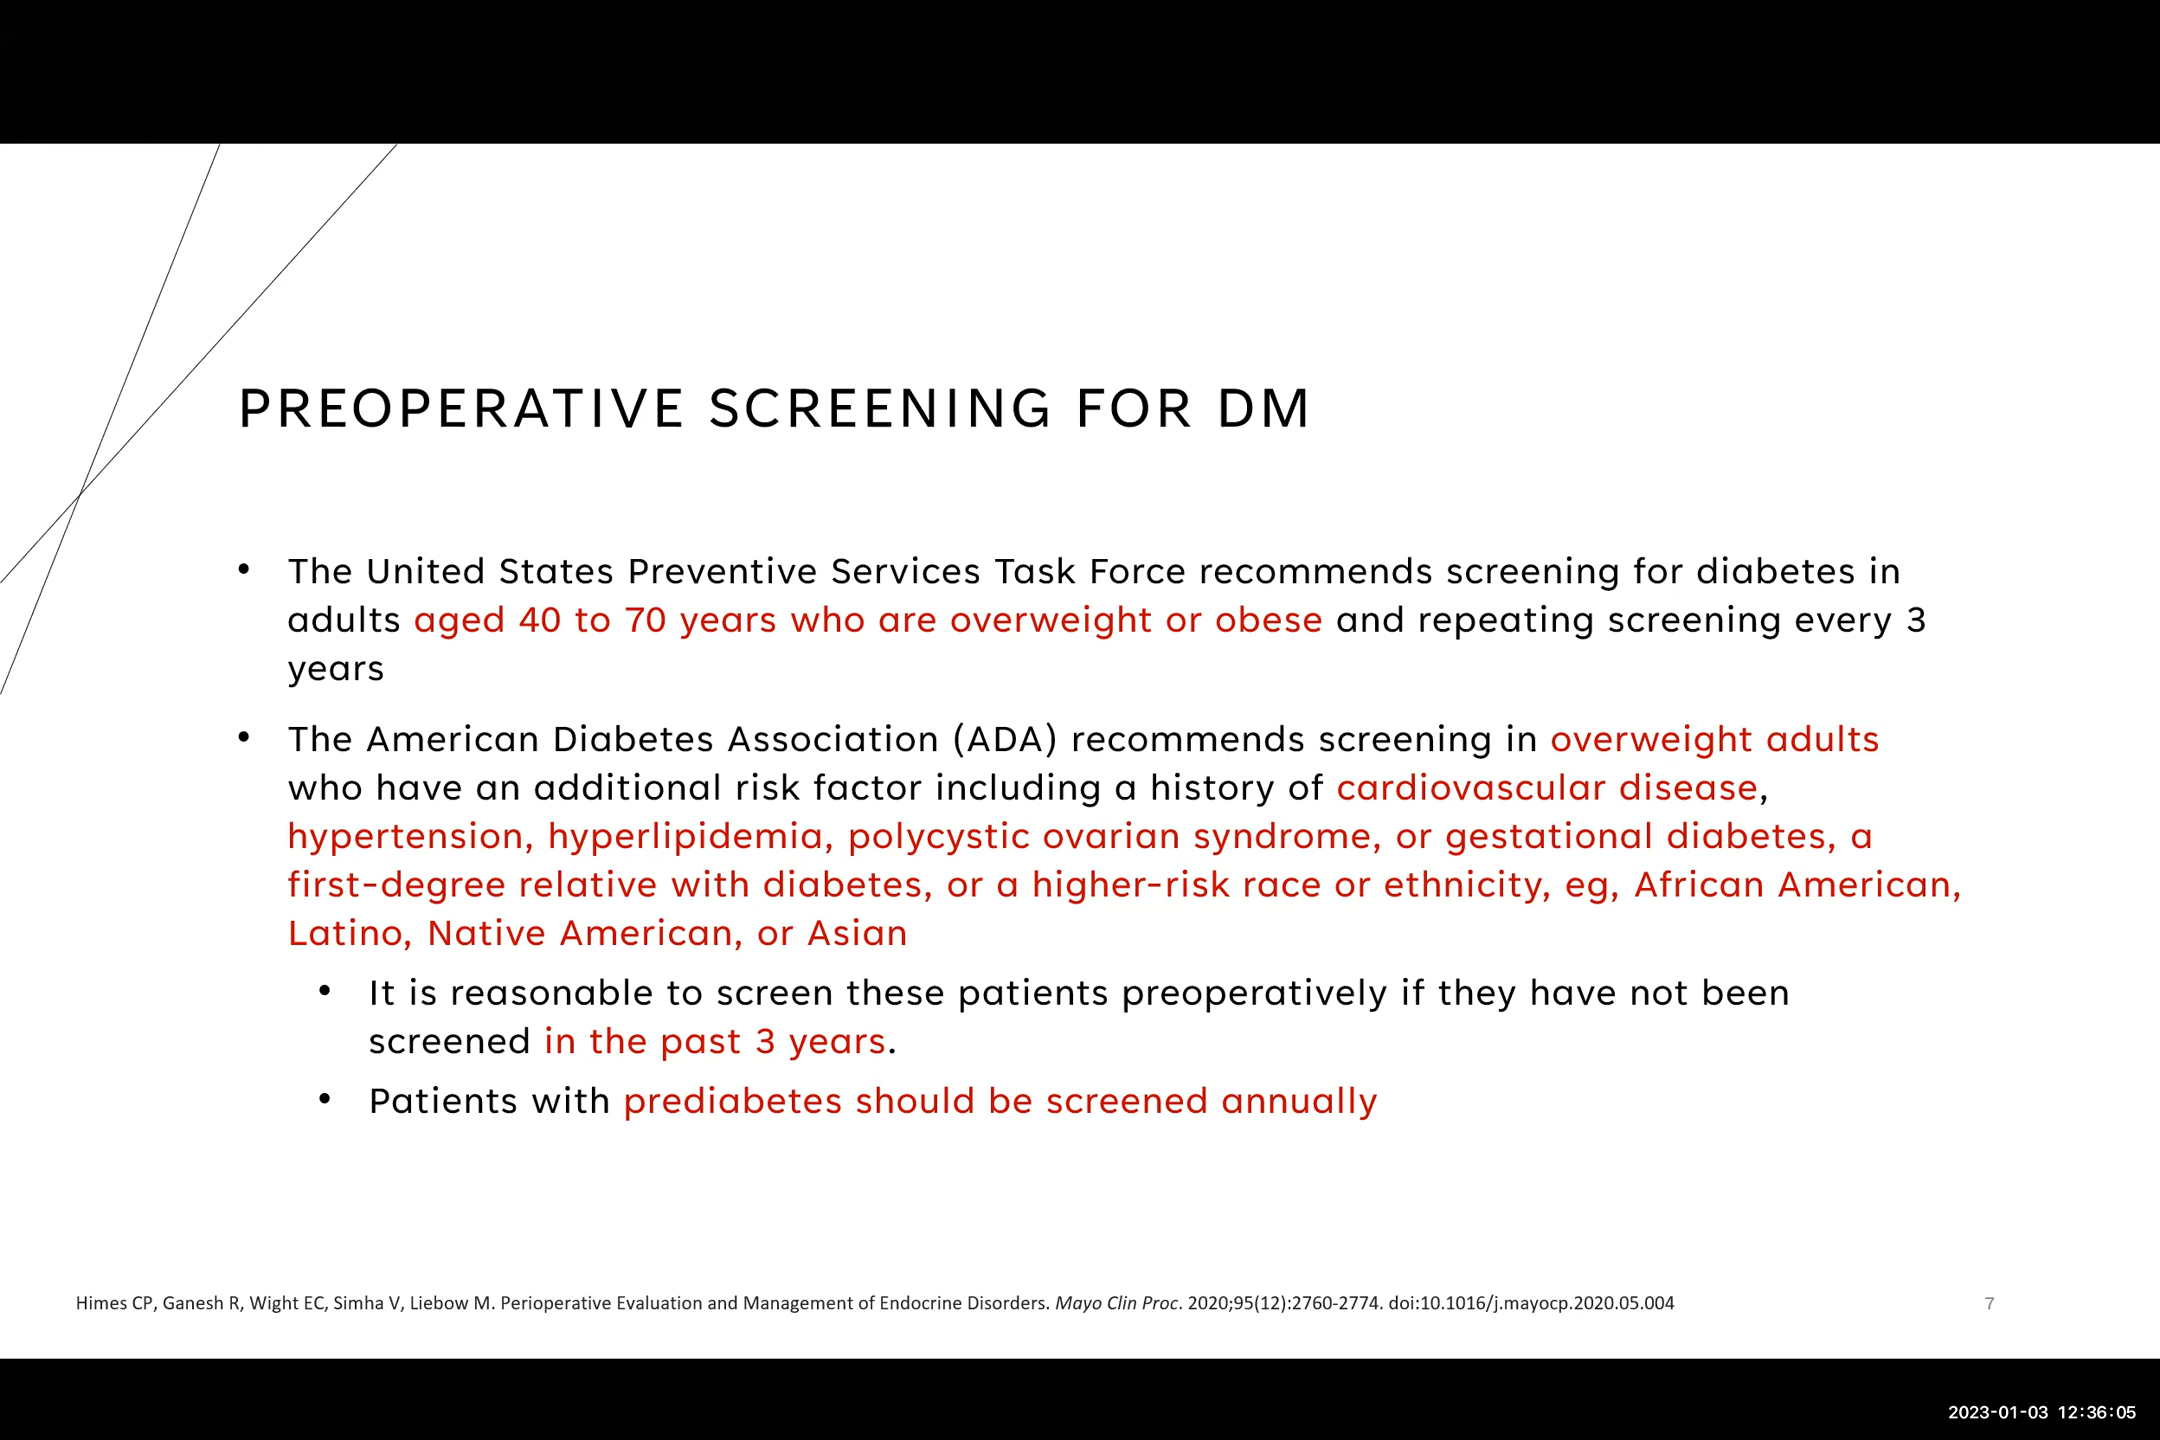 PREOPERATIVE SCREENING FOR DM
• The United States Preventive Services Task Force recommends screening for diabetes in
adults aged 40 to 70 years who are overweight or obese and repeating screening every 3
years
• The American Diabetes Association (ADA) recommends screening in overweight adults
who have an additional risk factor including a history of cardiovascular disease,
hypertension, hyperlipidemia, polycystic ovarian syndrome, or gestational diabetes, a
first-degree relative with diabetes, or a higher-risk race or ethnicity, eg, African American,
Latino, Native American, or Asian
• It is reasonable to screen these patients preoperatively if they have not been
screened in the past 3 years.
• Patients with prediabetes should be screened annually
Himes CP, Ganesh R, Wight EC, Simha V, Liebow M. Perioperative Evaluation and Management of Endocrine Disorders. Mayo Clin Proc. 2020;95(12):2760-2774. doi:10.1016/j.mayocp.2020.05.004
7
2023-01-03 12:36:05